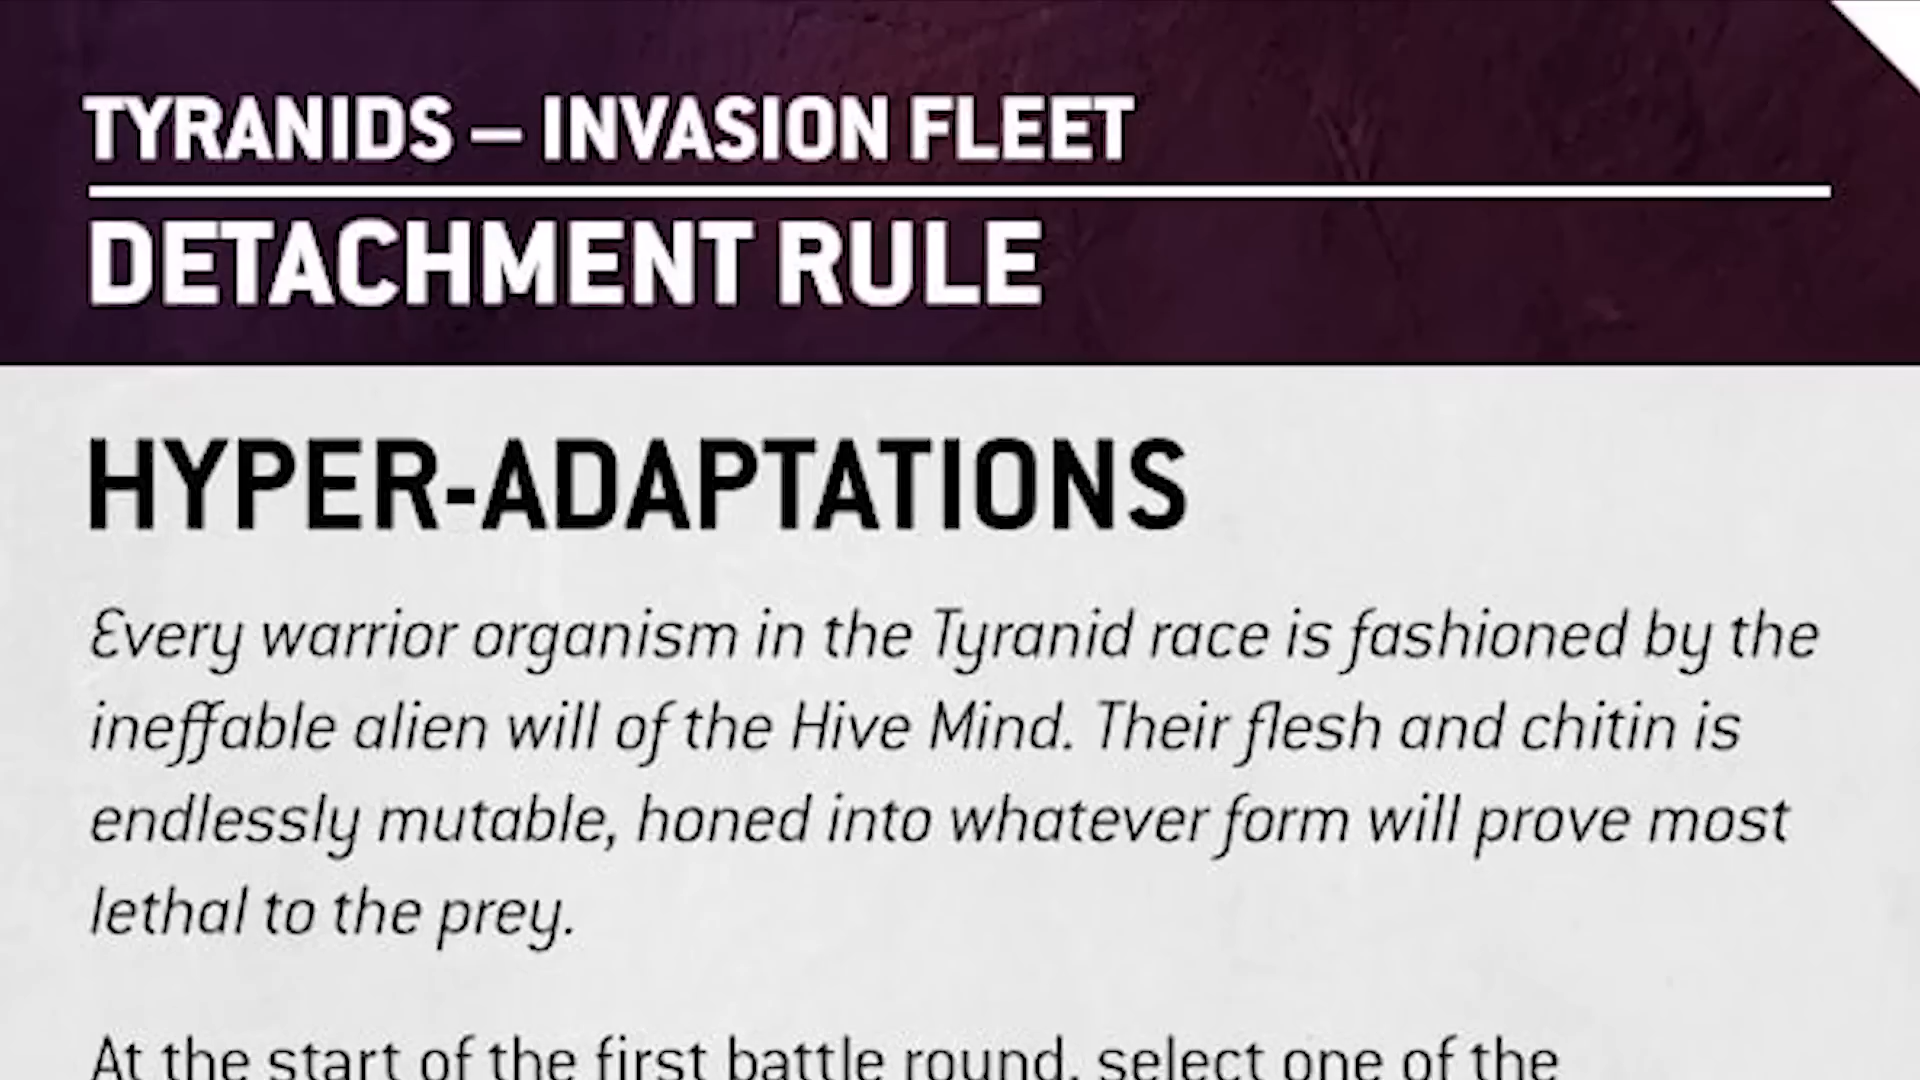 TYRANIDS – INVASION FLEET
DETACHMENT RULE
HYPER-ADAPTATIONS
Every warrior organism in the Tyranid race is fashioned by the
ineffable alien will of the Hive Mind. Their flesh and chitin is
endlessly mutable, honed into whatever form will prove most
lethal to the prey.
At the start of the first battle round, select one of the